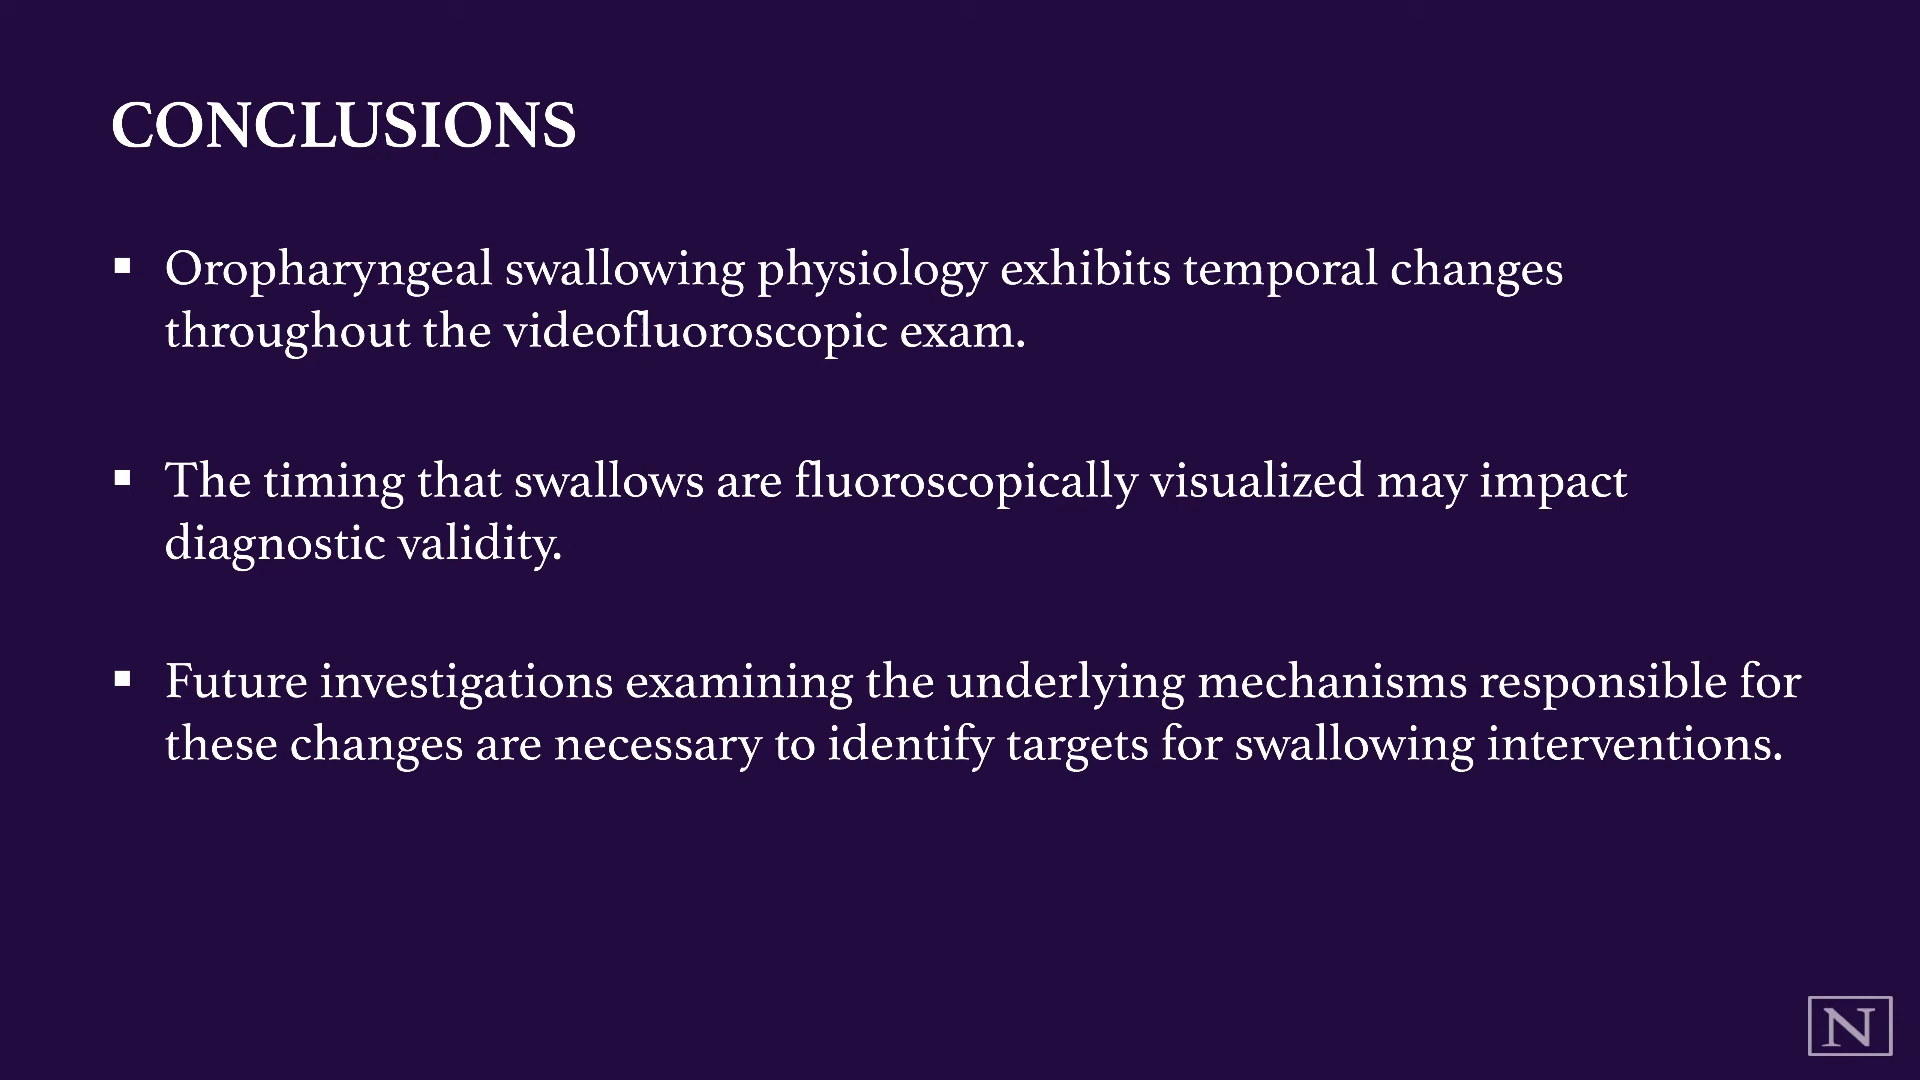 CONCLUSIONS
▪ Oropharyngeal swallowing physiology exhibits temporal changes
throughout the videofluoroscopic exam.
▪ The timing that swallows are fluoroscopically visualized may impact
diagnostic validity.
▪ Future investigations examining the underlying mechanisms responsible for
these changes are necessary to identify targets for swallowing interventions.
N